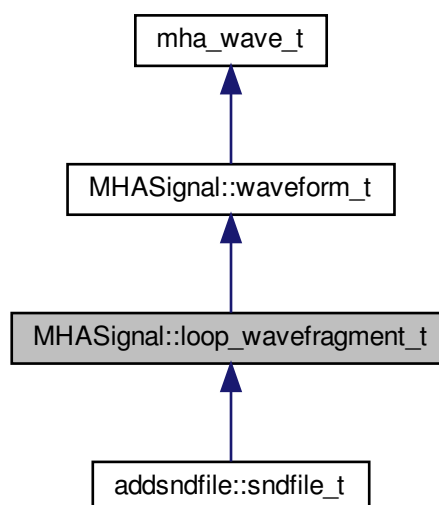 mha_wave_t
MHASignal::waveform_t
MHASignal::loop_wavefragment_t
addsndfile::sndfile_t